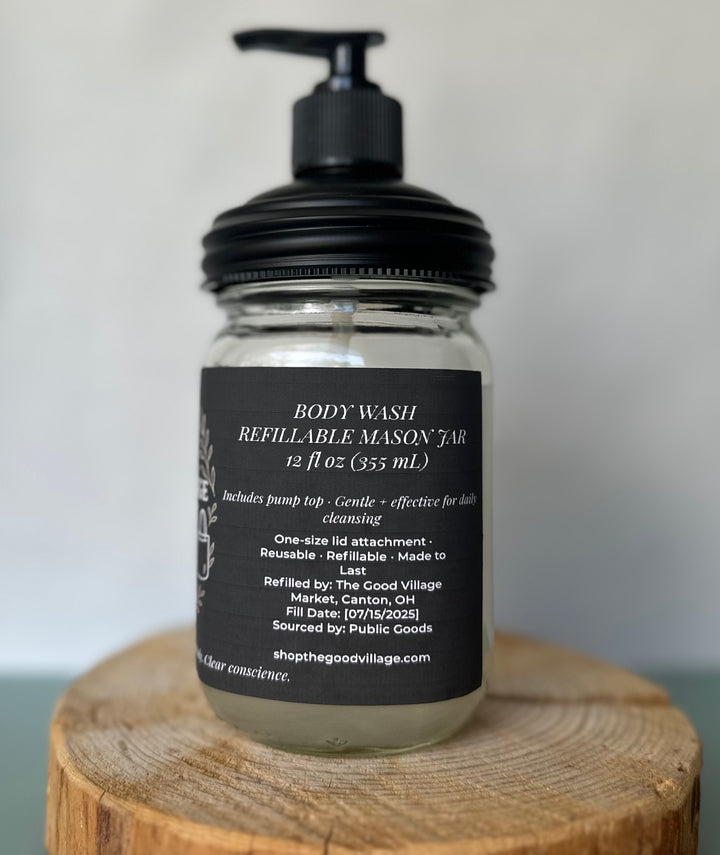 BODY WASH
REFILLABLE MASON JAR
12 fl oz (355 mL)
Includes pump top · Gentle + effective for daily
cleansing
One-size lid attachment ·
Reusable · Refillable · Made to
Last
Refilled by: The Good Village
Market, Canton, OH
Fill Date: [07/15/2025]
Sourced by: Public Goods
shopthegoodvillage.com
Clear conscience.